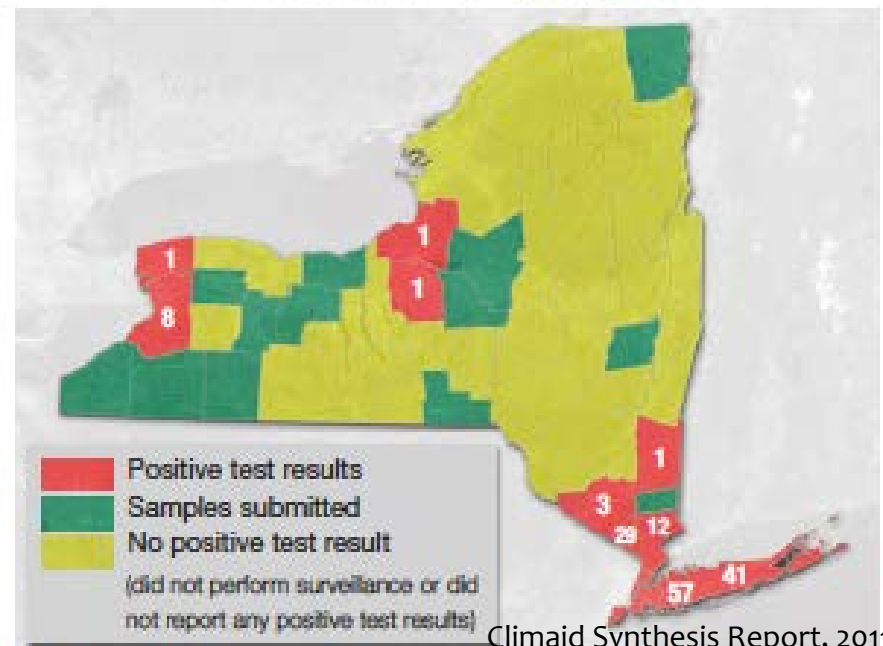 1
1
1
8
1
3
29 12
41
57
Positive test results
Samples submitted
No positive test result
(did not perform surveillance or did
not report any positive test results)
Climaid Synthesis Report, 2011